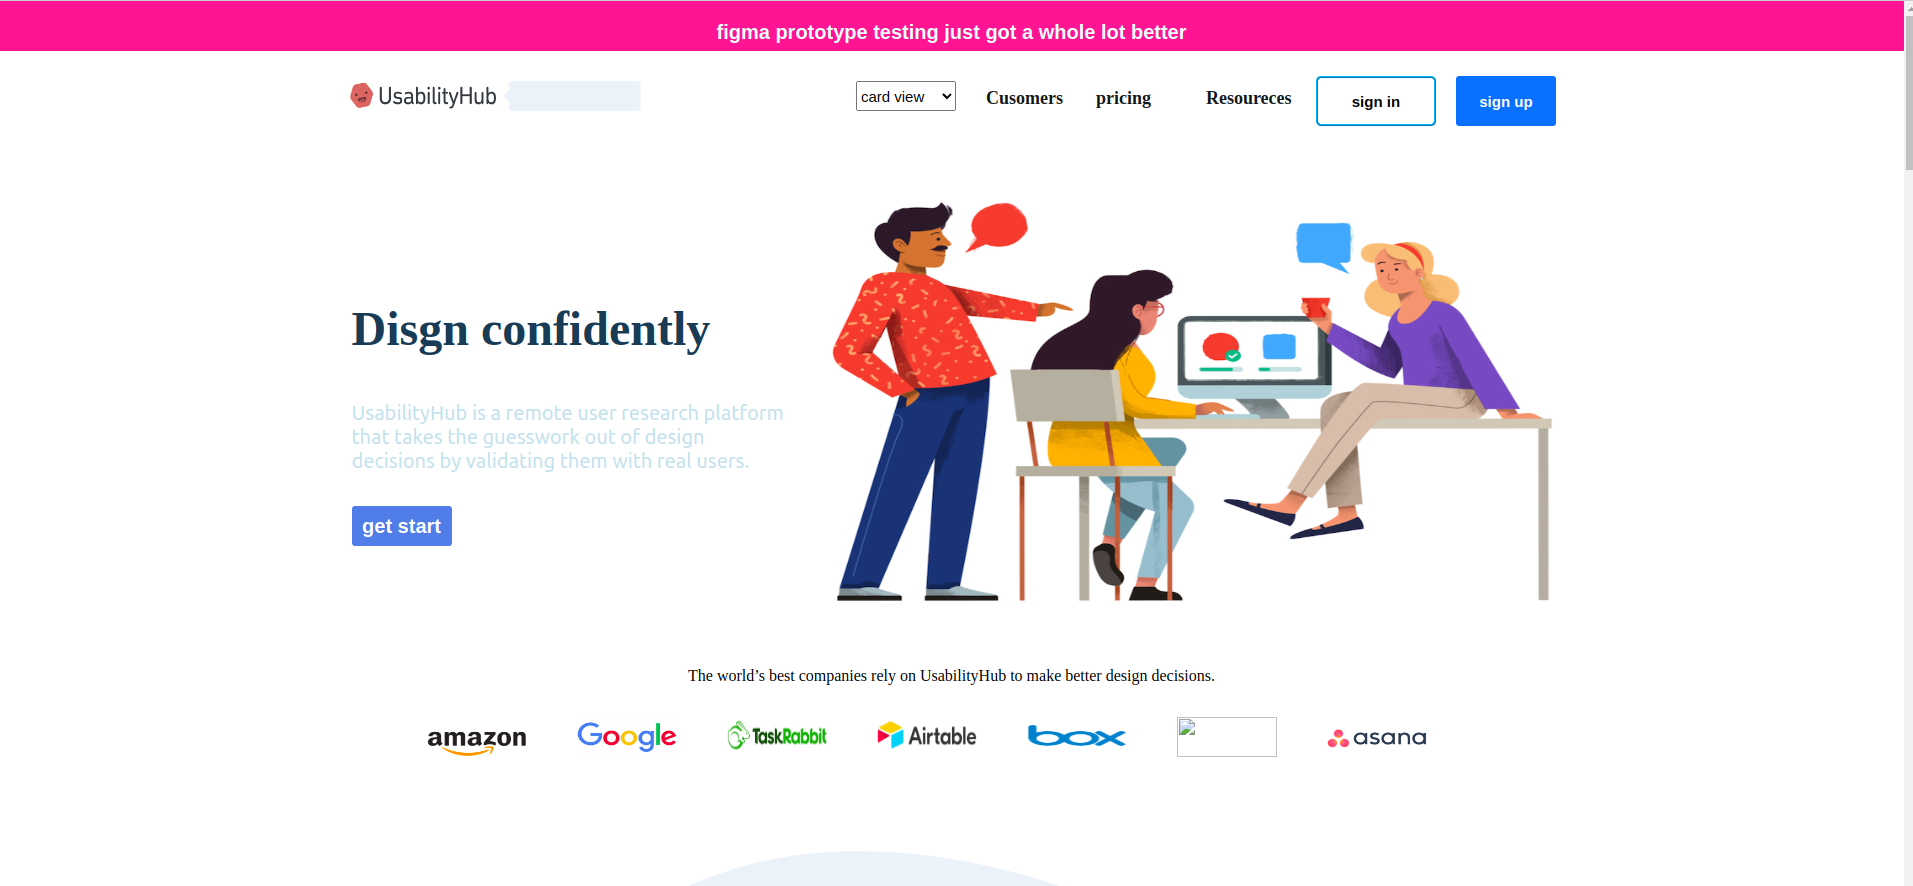 figma prototype testing just got a whole lot better
UsabilityHub
card view
Cusomers
pricing
Resoureces
sign in
sign up
Disgn confidently
UsabilityHub is a remote user research platform
that takes the guesswork out of design
decisions by validating them with real users.
get start
The world’s best companies rely on UsabilityHub to make better design decisions.
amazon
Google
TaskRabbit
Airtable
box
asana